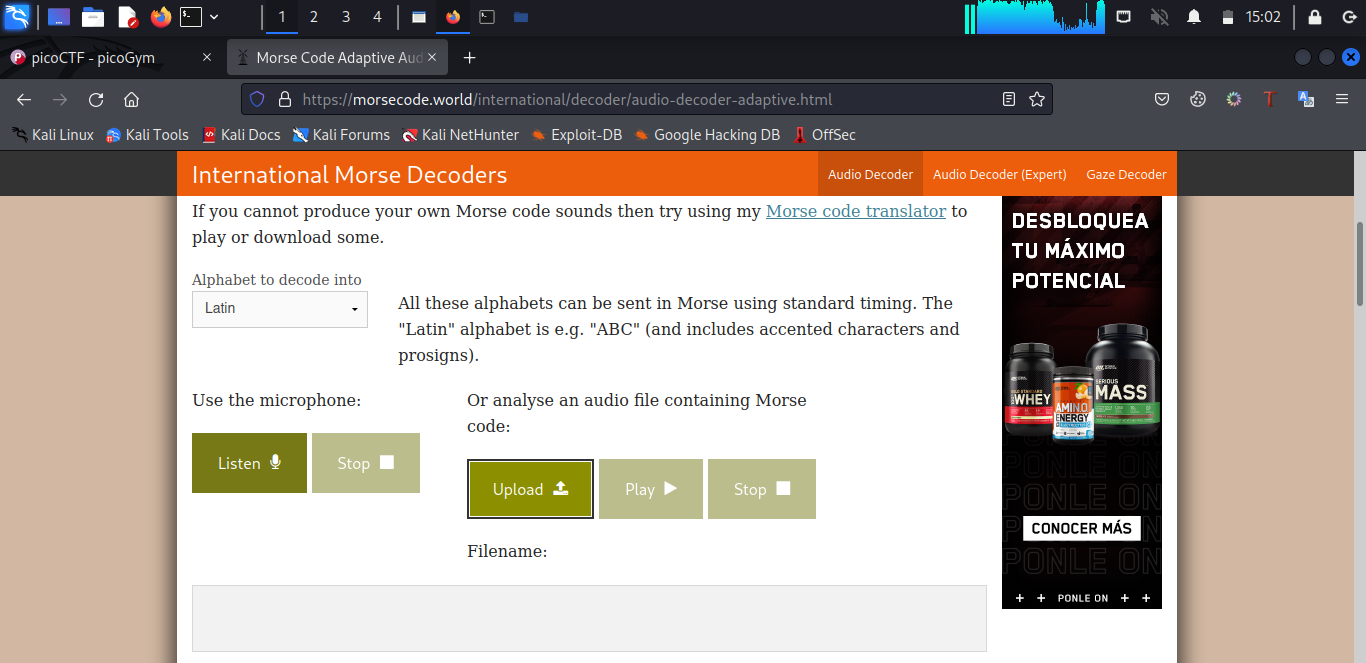 1 2 3 4 15:02
picoCTF - picoGym
Morse Code Adaptive Aud
https://morsecode.world/international/decoder/audio-decoder-adaptive.html
Kali Linux Kali Tools Kali Docs Kali Forums Kali NetHunter Exploit-DB Google Hacking DB OffSec
International Morse Decoders
Audio Decoder Audio Decoder (Expert) Gaze Decoder
If you cannot produce your own Morse code sounds then try using my Morse code translator to
play or download some.
Alphabet to decode into
Latin
All these alphabets can be sent in Morse using standard timing. The
"Latin" alphabet is e.g. "ABC" (and includes accented characters and
prosigns).
Use the microphone:
Listen Stop
Or analyse an audio file containing Morse
code:
Upload Play Stop
Filename:
DESBLOQUEA
TU MÁXIMO
POTENCIAL
GOLD STANDARD
WHEY
AMIN.O.
ENERGY
SERIOUS
MASS
PONLE ON
PONLE ON
CONOCER MÁS
PONLE ON
+ + PONLE ON + +